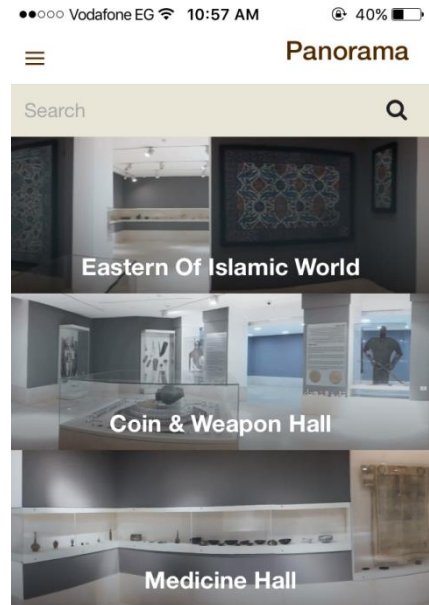 Vodafone EG 10:57 AM 40%
Panorama
Search
Eastern Of Islamic World
Coin & Weapon Hall
Medicine Hall